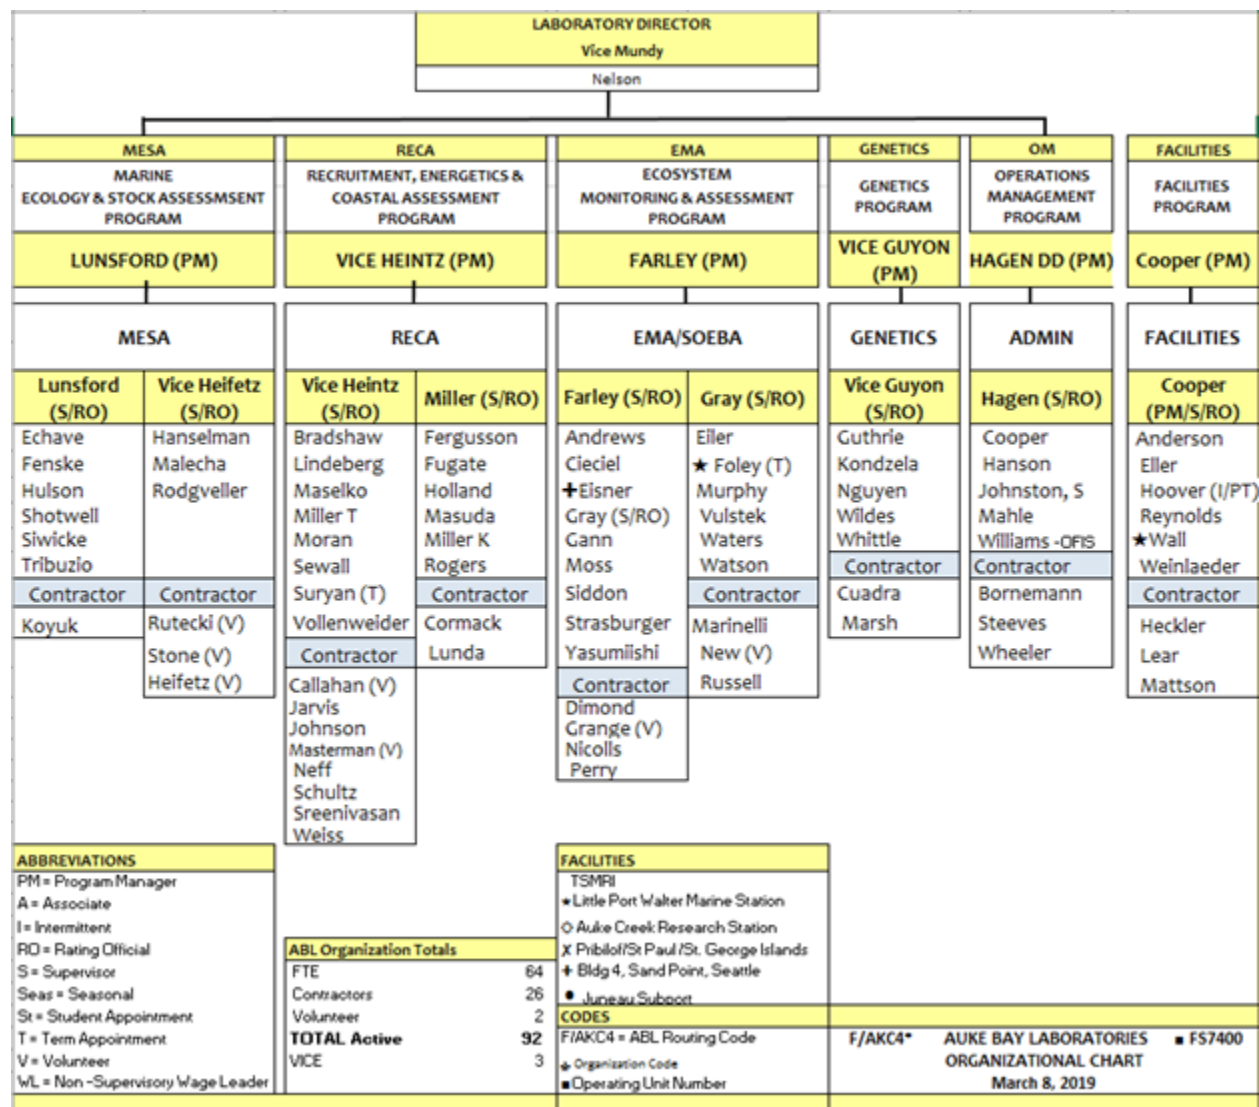 LABORATORY DIRECTOR
Vice Mundy
Nelson
MESA
MARINE
ECOLOGY & STOCK ASSESSMSENT
PROGRAM
LUNSFORD (PM)
RECA
RECRUITMENT, ENERGETICS &
COASTAL ASSESSMENT
PROGRAM
VICE HEINTZ (PM)
EMA
ECOSYSTEM
MONITORING & ASSESSMENT
PROGRAM
FARLEY (PM)
GENETICS
GENETICS
PROGRAM
VICE GUYON
(PM)
OM
OPERATIONS
MANAGEMENT
PROGRAM
HAGEN DD (PM)
FACILITIES
FACILITIES
PROGRAM
Cooper (PM)
MESA
Lunsford
(S/RO)
Echave
Fenske
Hulson
Shotwell
Siwicke
Tribuzio
Contractor
Koyuk
Vice Heifetz
(S/RO)
Hanselman
Malecha
Rodgveller
Contractor
Rutecki (V)
Stone (V)
Heifetz (V)
RECA
Vice Heintz
(S/RO)
Bradshaw
Lindeberg
Maselko
Miller T
Moran
Sewall
Suryan (T)
Vollenweider
Contractor
Callahan (V)
Jarvis
Johnson
Masterman (V)
Neff
Schultz
Sreenivasan
Weiss
Miller (S/RO)
Fergusson
Fugate
Holland
Masuda
Miller K
Rogers
Contractor
Cormack
Lunda
EMA/SOEBA
Farley (S/RO)
Andrews
Cieciel
✚Eisner
Gray (S/RO)
Gann
Moss
Siddon
Strasburger
Yasumiishi
Contractor
Dimond
Grange (V)
Nicolls
Perry
Gray (S/RO)
Eiler
★ Foley (T)
Murphy
Vulstek
Waters
Watson
Contractor
Marinelli
New (V)
Russell
GENETICS
Vice Guyon
(S/RO)
Guthrie
Kondzela
Nguyen
Wildes
Whittle
Contractor
Cuadra
Marsh
ADMIN
Hagen (S/RO)
Cooper
Hanson
Johnston, S
Mahle
Williams -OFIS
Contractor
Bornemann
Steeves
Wheeler
FACILITIES
Cooper
(PM/S/RO)
Anderson
Eller
Hoover (I/PT)
Reynolds
★Wall
Weinlaeder
Contractor
Heckler
Lear
Mattson
ABBREVIATIONS
PM = Program Manager
A = Associate
I = Intermittent
RO = Rating Official
S = Supervisor
Seas = Seasonal
St = Student Appointment
T = Term Appointment
V = Volunteer
WL = Non -Supervisory Wage Leader
ABL Organization Totals
FTE 64
Contractors 26
Volunteer 2
TOTAL Active 92
VICE 3
FACILITIES
TSMRI
★Little Port Walter Marine Station
◇ Auke Creek Research Station
X Pribilof/St Paul /St. George Islands
✚ Bldg 4, Sand Point, Seattle
● Juneau Support
CODES
F/AKC4 = ABL Routing Code
Organization Code
■Operating Unit Number
F/AKC4* AUKE BAY LABORATORIES ■ FS7400
ORGANIZATIONAL CHART
March 8, 2019